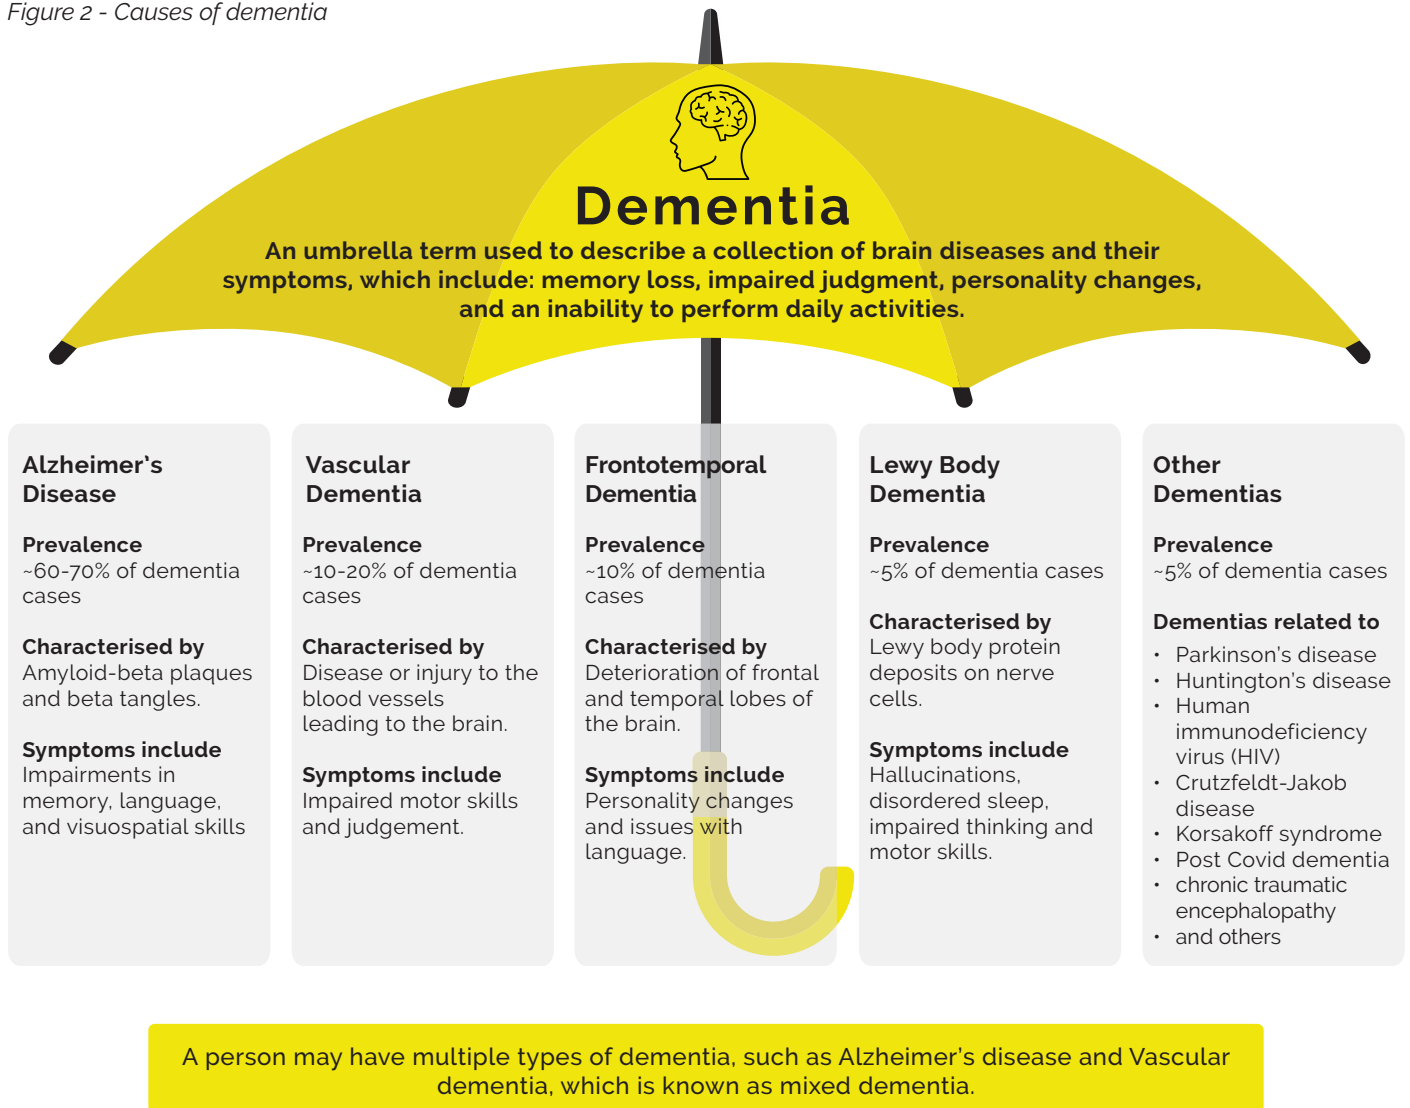 Figure 2 - Causes of dementia
Dementia
An umbrella term used to describe a collection of brain diseases and their
symptoms, which include: memory loss, impaired judgment, personality changes,
and an inability to perform daily activities.
Alzheimer's
Disease
Prevalence
~60-70% of dementia
cases
Characterised by
Amyloid-beta plaques
and beta tangles.
Symptoms include
Impairments in
memory, language,
and visuospatial skills
Vascular
Dementia
Prevalence
~10-20% of dementia
cases
Characterised by
Disease or injury to the
blood vessels
leading to the brain.
Symptoms include
Impaired motor skills
and judgement.
Frontotemporal
Dementia
Prevalence
~10% of dementia
cases
Characterised by
Deterioration of frontal
and temporal lobes of
the brain.
Symptoms include
Personality changes
and issues with
language.
Lewy Body
Dementia
Prevalence
~5% of dementia cases
Characterised by
Lewy body protein
deposits on nerve
cells.
Symptoms include
Hallucinations,
disordered sleep,
impaired thinking and
motor skills.
Other
Dementias
Prevalence
~5% of dementia cases
Dementias related to
• Parkinson's disease
• Huntington's disease
• Human
immunodeficiency
virus (HIV)
• Crutzfeldt-Jakob
disease
• Korsakoff syndrome
• Post Covid dementia
• chronic traumatic
encephalopathy
• and others
A person may have multiple types of dementia, such as Alzheimer's disease and Vascular
dementia, which is known as mixed dementia.